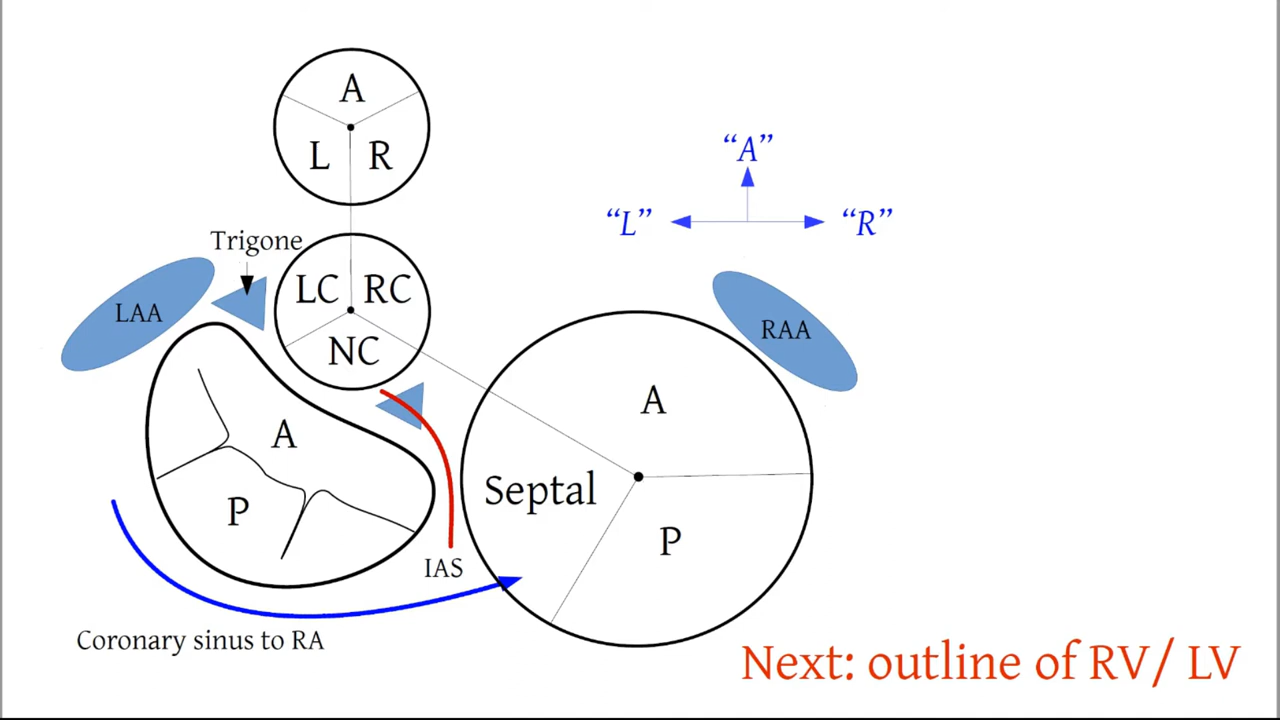 A
L R
“A”
“L” “R”
Trigone
LC RC
NC
LAA
RAA
A
P
A
Septal
P
IAS
Coronary sinus to RA
Next: outline of RV/ LV